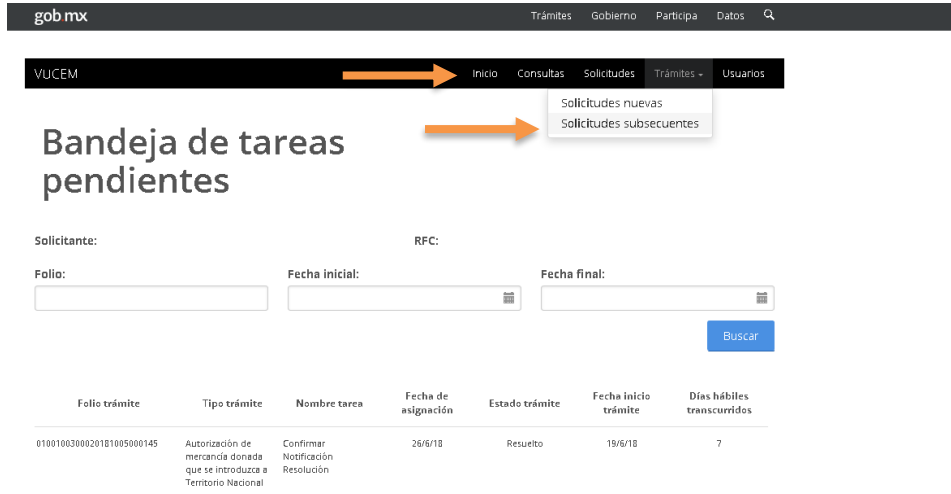 gob.mx Trámites Gobierno Participa Datos
VUCEM Inicio Consultas Solicitudes Trámites Usuarios
Solicitudes nuevas
Solicitudes subsecuentes
Bandeja de tareas
pendientes
Solicitante: RFC:
Folio: Fecha inicial: Fecha final:
Buscar
Folio trámite Tipo trámite Nombre tarea Fecha de asignación Estado trámite Fecha inicio trámite Días hábiles transcurridos
0100100300020181005000145 Autorización de Confirmar 26/6/18 Resuelto 19/6/18 7
mercancía donada Notificación
que se introduzca a Resolución
Territorio Nacional